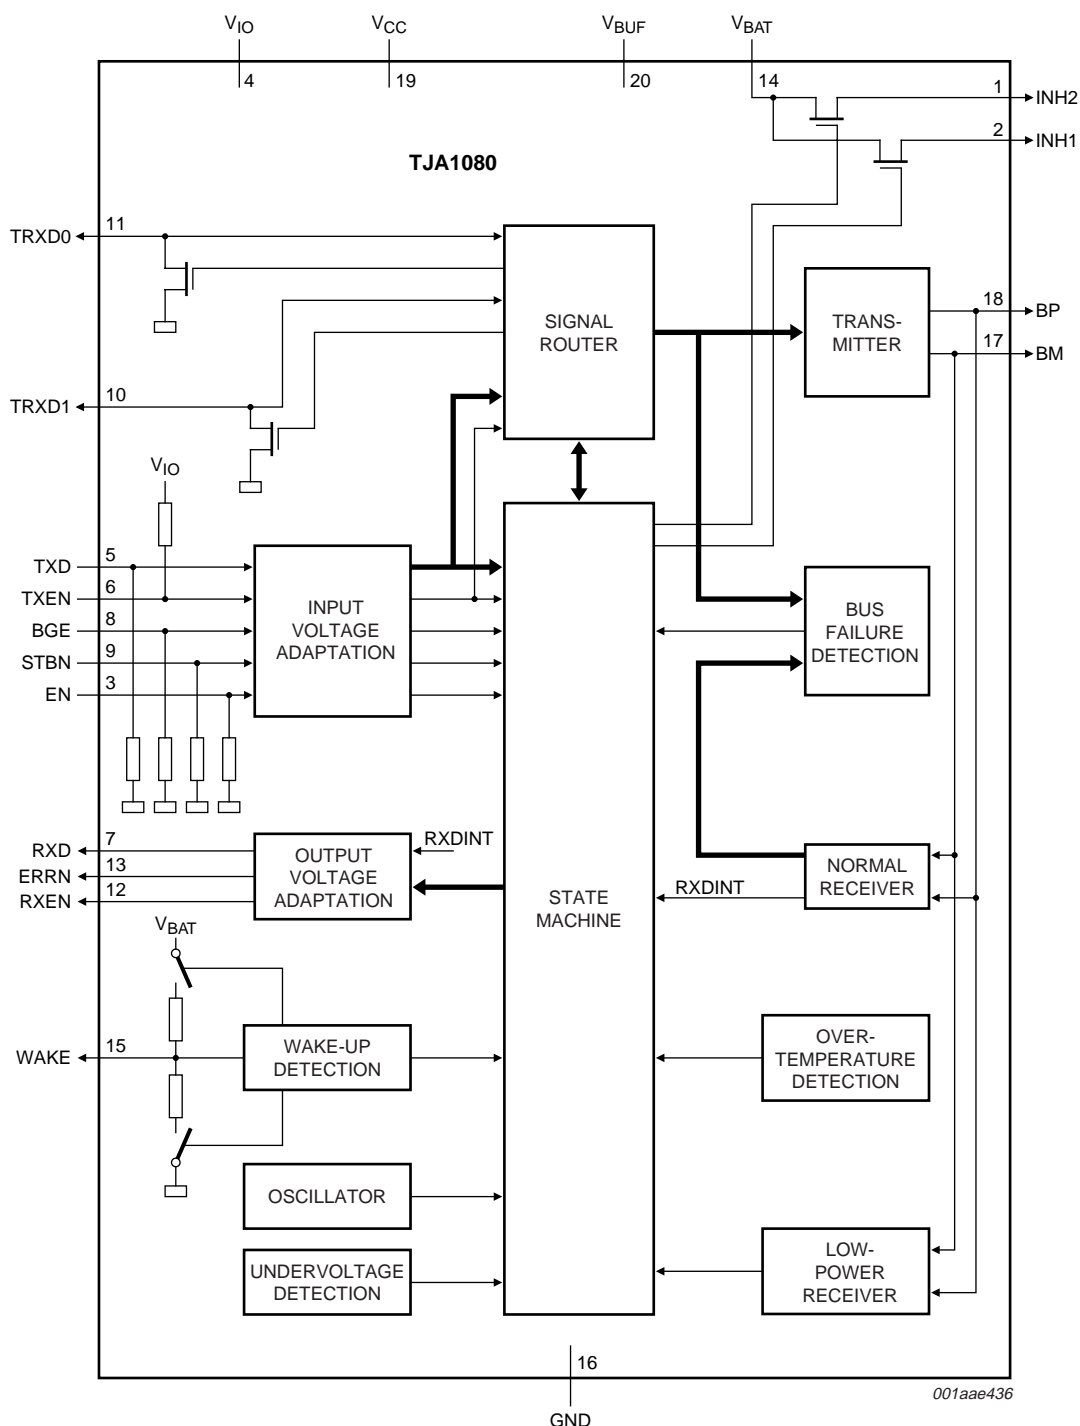 VIO
VCC
VBUF
VBAT
4
19
20
14
1
INH2
2
INH1
TJA1080
11
TRXD0
SIGNAL
ROUTER
TRANS-
MITTER
18
BP
17
BM
10
TRXD1
VIO
5
TXD
6
TXEN
8
BGE
9
STBN
3
EN
INPUT
VOLTAGE
ADAPTATION
BUS
FAILURE
DETECTION
7
RXD
13
ERRN
12
RXEN
OUTPUT
VOLTAGE
ADAPTATION
RXDINT
STATE
MACHINE
RXDINT
NORMAL
RECEIVER
VBAT
15
WAKE
WAKE-UP
DETECTION
OVER-
TEMPERATURE
DETECTION
OSCILLATOR
UNDERVOLTAGE
DETECTION
LOW-
POWER
RECEIVER
16
GND
001aae436